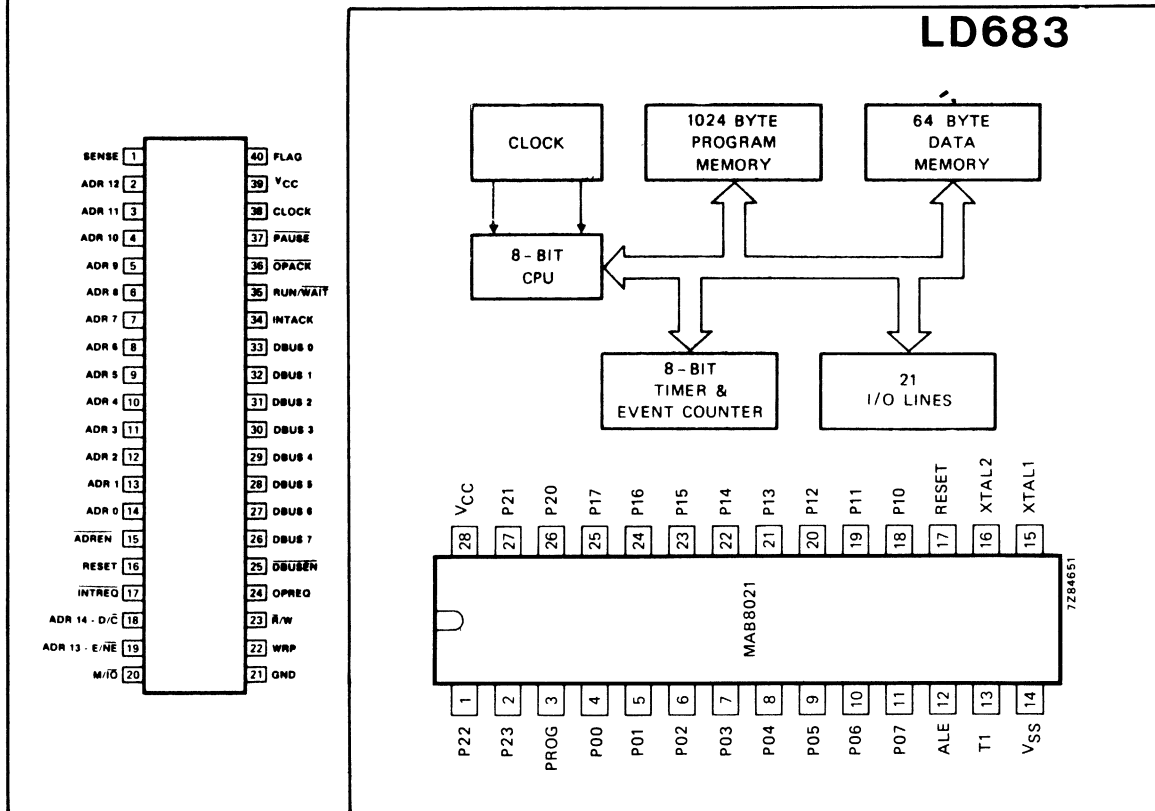 LD683
SENSE 1
ADR 12 2
ADR 11 3
ADR 10 4
ADR 9 5
ADR 8 6
ADR 7 7
ADR 6 8
ADR 5 9
ADR 4 10
ADR 3 11
ADR 2 12
ADR 1 13
ADR 0 14
ADREN 15
RESET 16
INTREQ 17
ADR 14 - D/C 18
ADR 13 - E/NE 19
M/IO 20
40 FLAG
39 VCC
38 CLOCK
37 PAUSE
36 OPACK
35 RUN/WAIT
34 INTACK
33 DBUS 0
32 DBUS 1
31 DBUS 2
30 DBUS 3
29 DBUS 4
28 DBUS 5
27 DBUS 6
26 DBUS 7
25 DBUSEN
24 OPREQ
23 R/W
22 WRP
21 GND
CLOCK
1024 BYTE
PROGRAM
MEMORY
64 BYTE
DATA
MEMORY
8-BIT
CPU
8-BIT
TIMER &
EVENT COUNTER
21
I/O LINES
VCC P21 P20 P17 P16 P15 P14 P13 P12 P11 P10 RESET XTAL2 XTAL1
28 27 26 25 24 23 22 21 20 19 18 17 16 15
MAB8021
7Z84651
1 2 3 4 5 6 7 8 9 10 11 12 13 14
P22 P23 PROG P00 P01 P02 P03 P04 P05 P06 P07 ALE T1 VSS